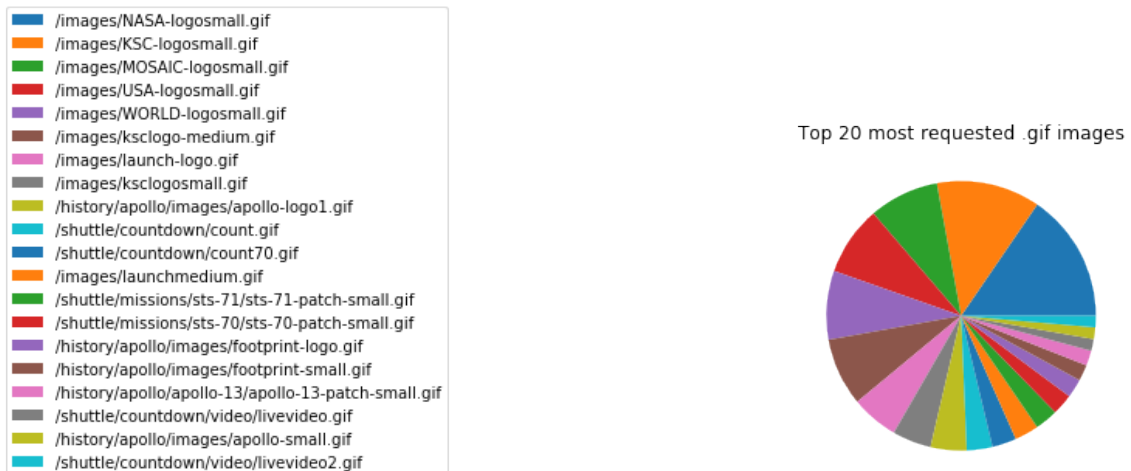 /images/NASA-logosmall.gif
/images/KSC-logosmall.gif
/images/MOSAIC-logosmall.gif
/images/USA-logosmall.gif
/images/WORLD-logosmall.gif
/images/ksclogo-medium.gif
/images/launch-logo.gif
/images/ksclogosmall.gif
/history/apollo/images/apollo-logo1.gif
/shuttle/countdown/count.gif
/shuttle/countdown/count70.gif
/images/launchmedium.gif
/shuttle/missions/sts-71/sts-71-patch-small.gif
/shuttle/missions/sts-70/sts-70-patch-small.gif
/history/apollo/images/footprint-logo.gif
/history/apollo/images/footprint-small.gif
/history/apollo/apollo-13/apollo-13-patch-small.gif
/shuttle/countdown/video/livevideo.gif
/history/apollo/images/apollo-small.gif
/shuttle/countdown/video/livevideo2.gif
Top 20 most requested .gif images